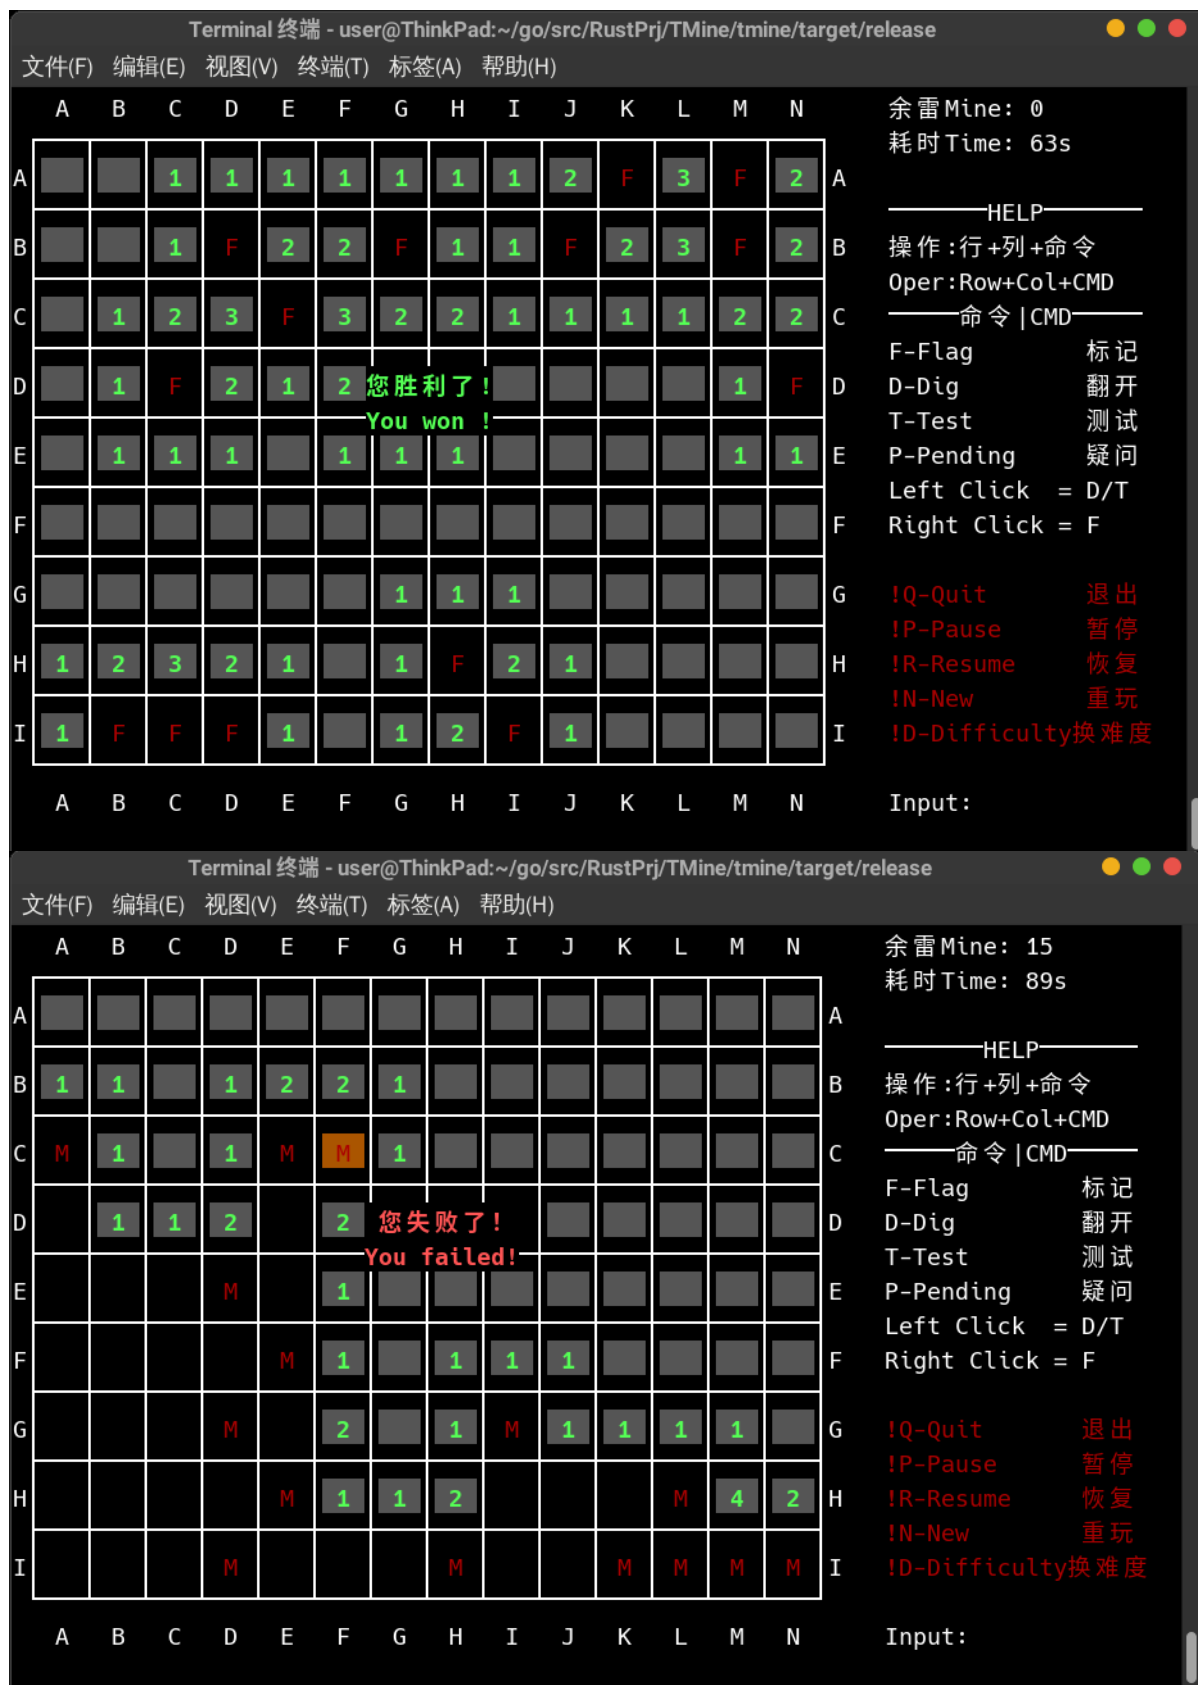 Terminal 终端 - user@ThinkPad:~/go/src/RustPrj/TMine/tmine/target/release
文件(F) 编辑(E) 视图(V) 终端(T) 标签(A) 帮助(H)
A B C D E F G H I J K L M N 余雷Mine: 0
耗时Time: 63s
A 1 1 1 1 1 1 1 2 F 3 F 2 A
HELP
B 1 F 2 2 F 1 1 F 2 3 F 2 B 操作:行+列+命令
Oper:Row+Col+CMD
C 1 2 3 F 3 2 2 1 1 1 1 2 2 C 命令|CMD
F-Flag 标记
D 1 F 2 1 2 您胜利了! 1 F D D-Dig 翻开
You won ! T-Test 测试
E 1 1 1 1 1 1 1 1 E P-Pending 疑问
Left Click = D/T
F F Right Click = F
G 1 1 1 G !Q-Quit 退出
!P-Pause 暂停
H 1 2 3 2 1 1 F 2 1 H !R-Resume 恢复
!N-New 重玩
I 1 F F F 1 1 2 F 1 I !D-Difficulty换难度
A B C D E F G H I J K L M N Input:
Terminal 终端 - user@ThinkPad:~/go/src/RustPrj/TMine/tmine/target/release
文件(F) 编辑(E) 视图(V) 终端(T) 标签(A) 帮助(H)
A B C D E F G H I J K L M N 余雷Mine: 15
耗时Time: 89s
A A
HELP
B 1 1 1 2 2 1 B 操作:行+列+命令
Oper:Row+Col+CMD
C M 1 1 M M 1 C 命令|CMD
F-Flag 标记
D 1 1 2 2 您失败了! D D-Dig 翻开
You failed! T-Test 测试
E M 1 E P-Pending 疑问
Left Click = D/T
F M 1 1 1 1 F Right Click = F
G M 2 1 M 1 1 1 1 G !Q-Quit 退出
!P-Pause 暂停
H M 1 1 2 M 4 2 H !R-Resume 恢复
!N-New 重玩
I M M M M M M I !D-Difficulty换难度
A B C D E F G H I J K L M N Input: